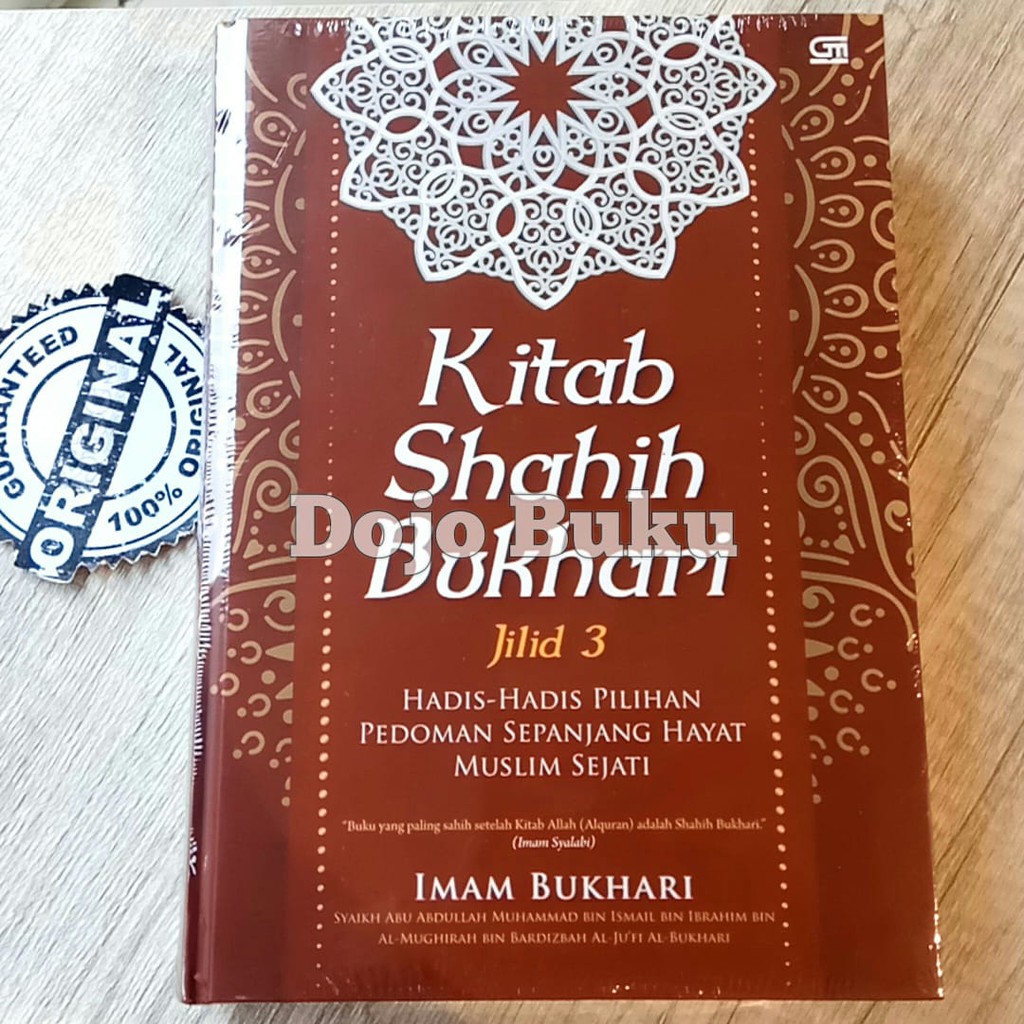 GM
Kitab
Shahih
Bukhari
Dojo Buku
Jilid 3
HADIS-HADIS PILIHAN
PEDOMAN SEPANJANG HAYAT
MUSLIM SEJATI
"Buku yang paling sahih setelah Kitab Allah (Alquran) adalah Shahih Bukhari."
(Imam Syalabi)
IMAM BUKHARI
SYAIKH ABU ABDULLAH MUHAMMAD BIN ISMAIL BIN IBRAHIM BIN
AL-MUGHIRAH BIN BARDIZBAH AL-JU'FI AL-BUKHARI
GUARANTEED
ORIGINAL
ORIGINAL
100%